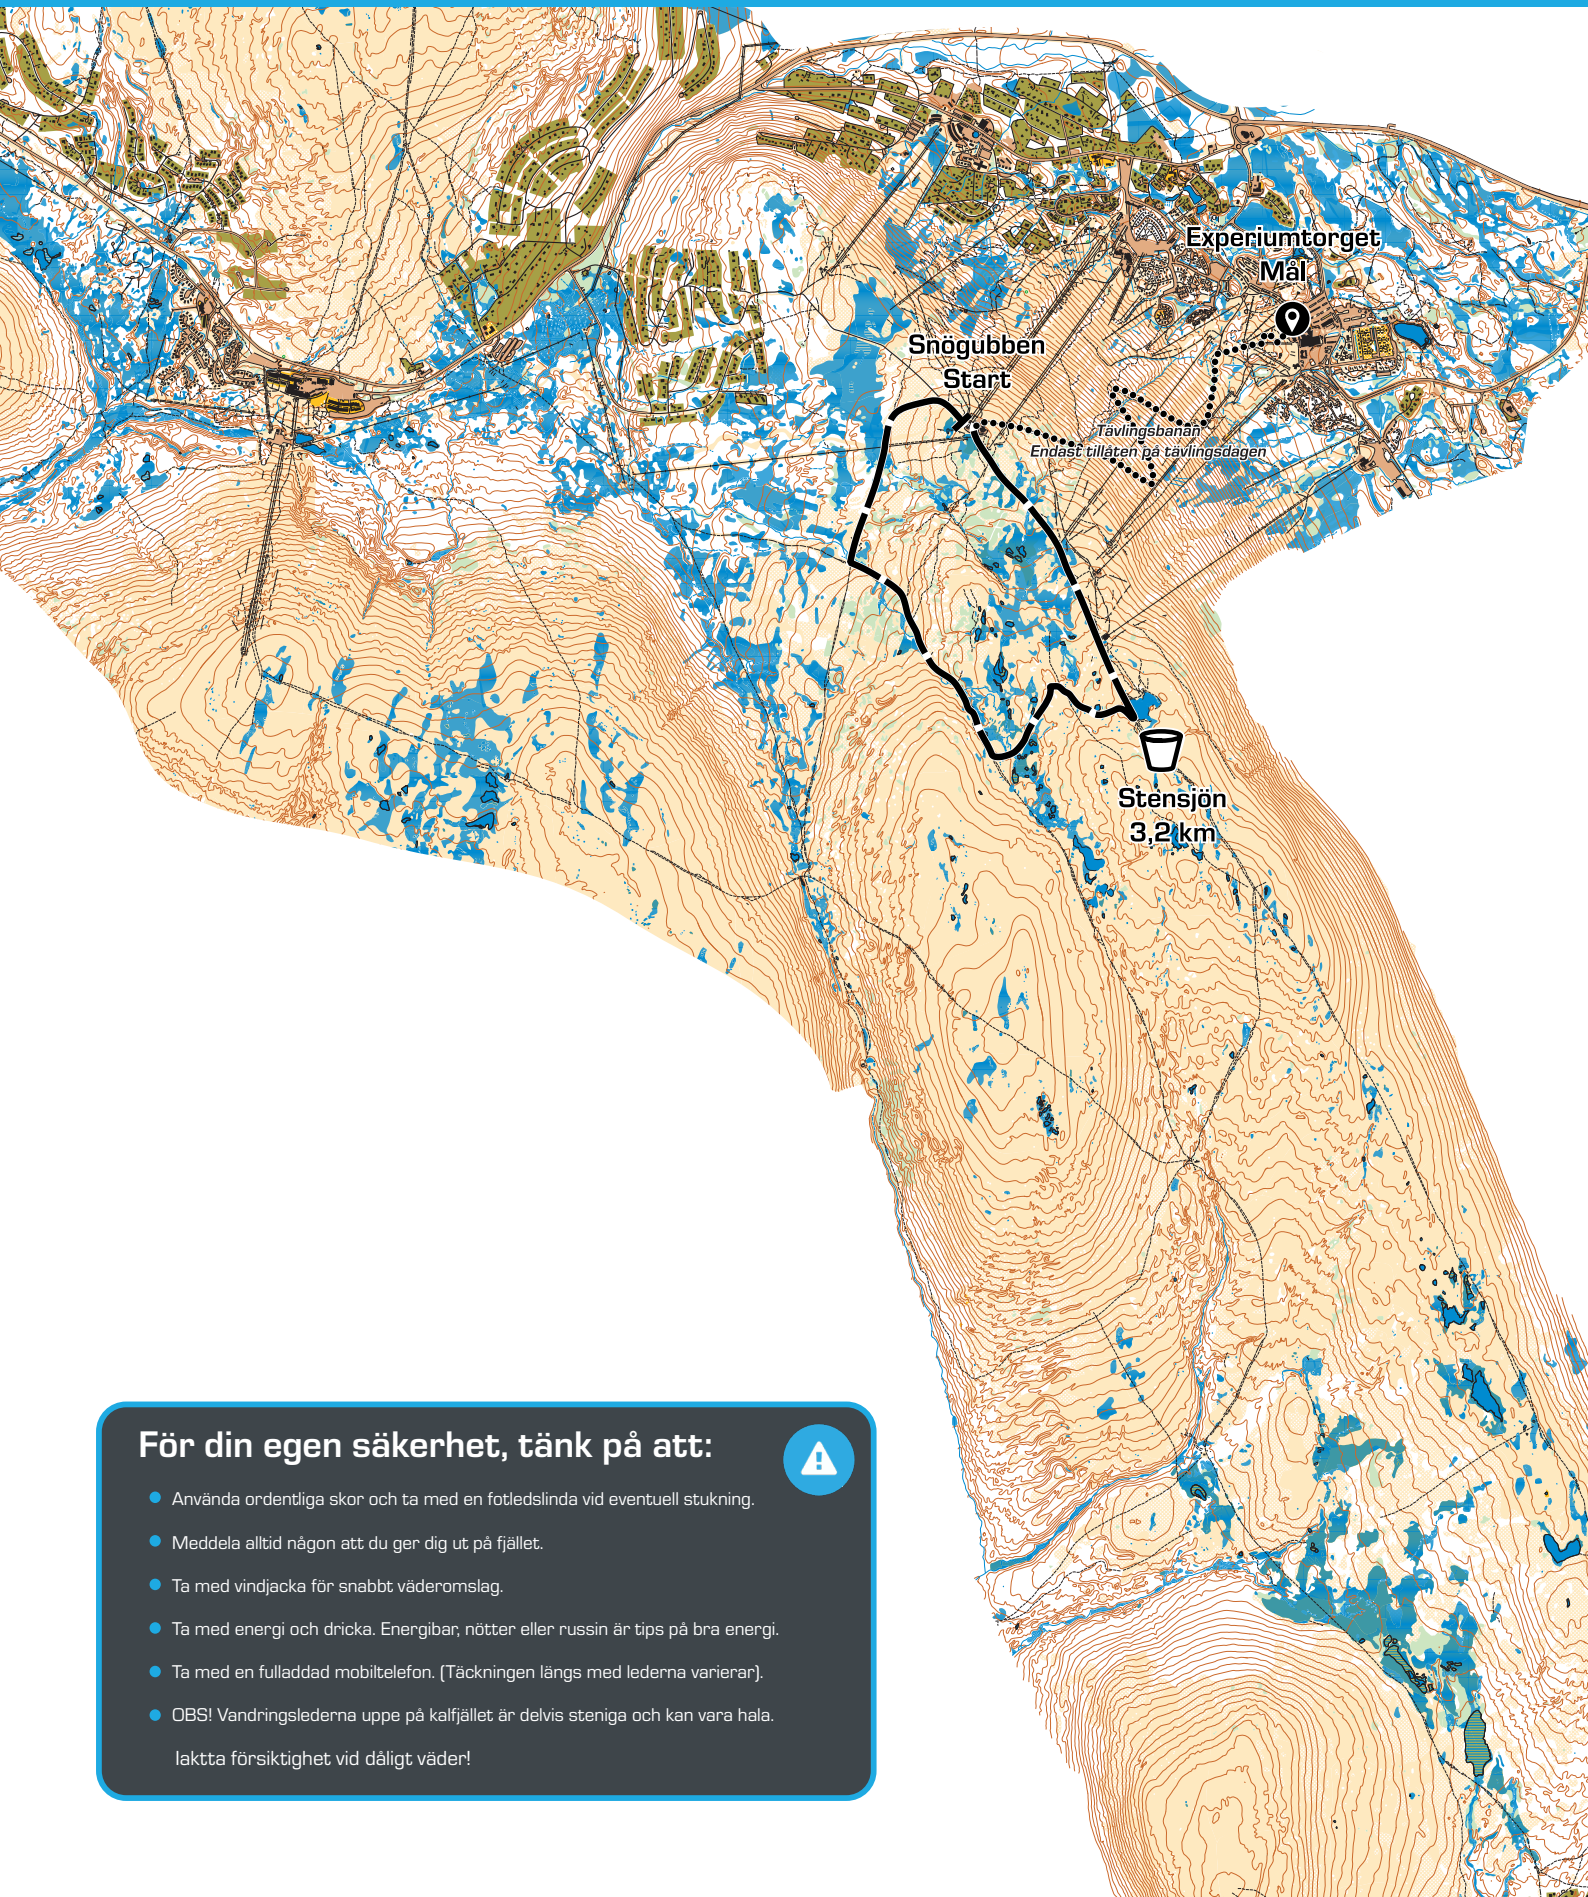 Experiumtorget
Mål
Snögubben
Start
Tävlingsbanan
Endast tillåten på tävlingsdagen
Stensjön
3,2 km
För din egen säkerhet, tänk på att:
Använda ordentliga skor och ta med en fotledslinda vid eventuell stukning.
Meddela alltid någon att du ger dig ut på fjället.
Ta med vindjacka för snabbt väderomslag.
Ta med energi och dricka. Energibar, nötter eller russin är tips på bra energi.
Ta med en fulladdad mobiltelefon. (Täckningen längs med lederna varierar).
OBS! Vandringslederna uppe på kalfjället är delvis steniga och kan vara hala.
Iaktta försiktighet vid dåligt väder!